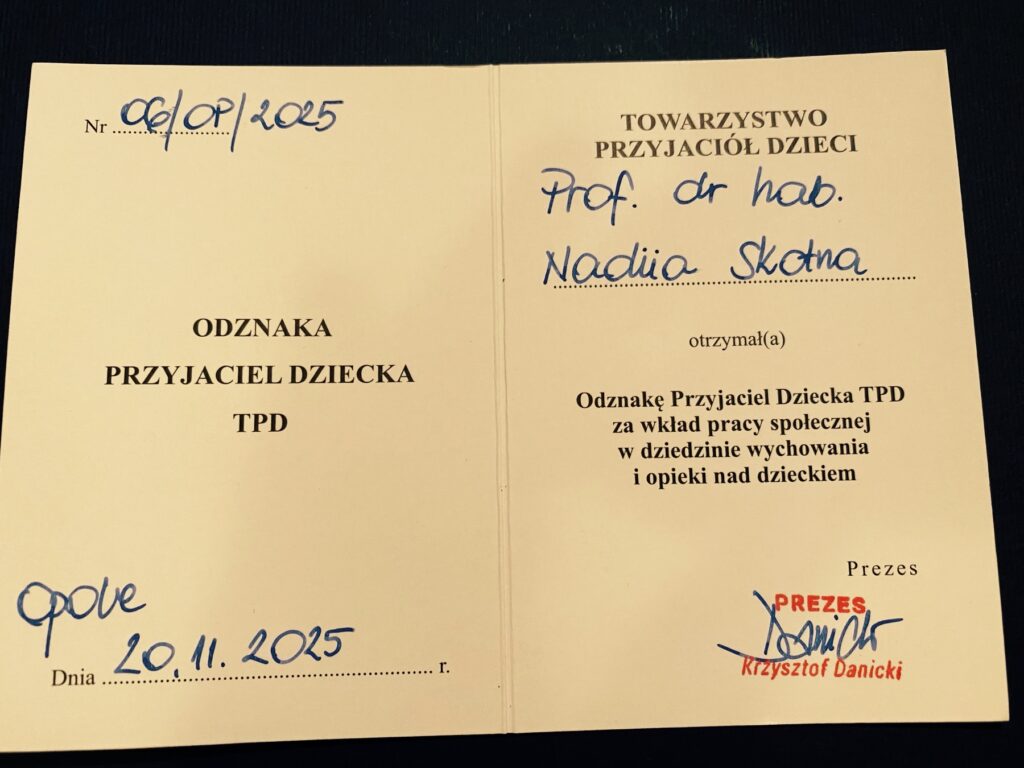 Nr 06/OP/2025
ODZNAKA
PRZYJACIEL DZIECKA
TPD
Opole
Dnia 20.11.2025 r.
TOWARZYSTWO
PRZYJACIÓŁ DZIECI
Prof. dr hab.
Nadiia Skotna
otrzymał(a)
Odznakę Przyjaciel Dziecka TPD
za wkład pracy społecznej
w dziedzinie wychowania
i opieki nad dzieckiem
Prezes
PREZES
Danicki
Krzysztof Danicki